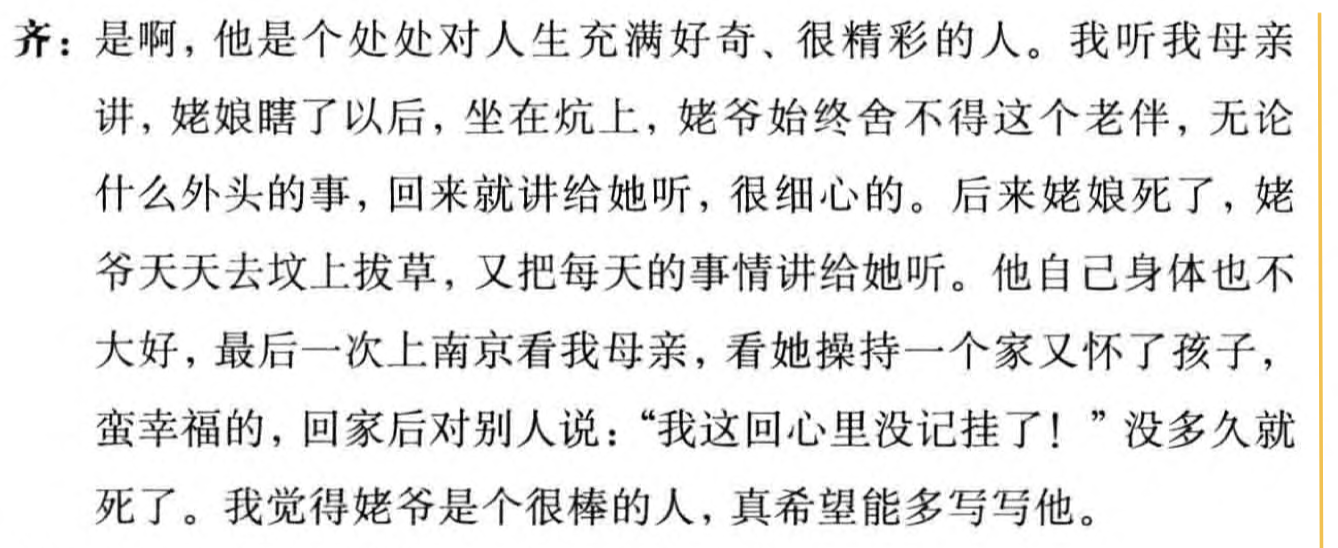 齐：是啊，他是个处处对人生充满好奇、很精彩的人。我听我母亲
讲，姥娘瞎了以后，坐在炕上，姥爷始终舍不得这个老伴，无论
什么外头的事，回来就讲给她听，很细心的。后来姥娘死了，姥
爷天天去坟上拔草，又把每天的事情讲给她听。他自己身体也不
大好，最后一次上南京看我母亲，看她操持一个家又怀了孩子，
蛮幸福的，回家后对别人说：“我这回心里没记挂了！”没多久就
死了。我觉得姥爷是个很棒的人，真希望能多写写他。